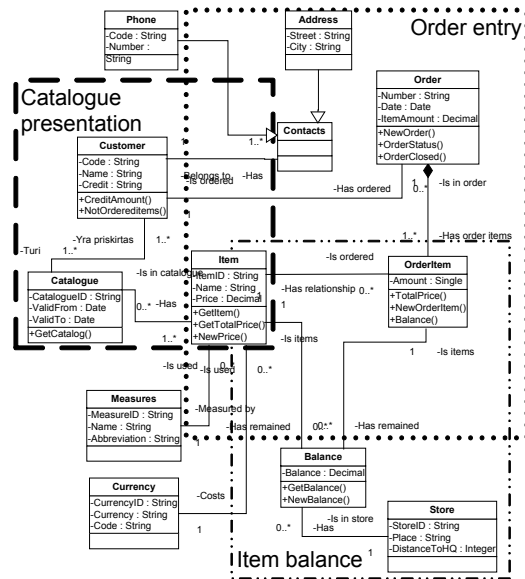 Phone
-Code : String
-Number :
String
Address
-Street : String
-City : String
Order entry
Order
-Number : String
-Date : Date
-ItemAmount : Decimal
+NewOrder()
+OrderStatus()
+OrderClosed()
Catalogue
presentation
Contacts
1
1..*
Customer
-Code : String
-Name : String
-Credit : String
+CreditAmount()
+NotOrdereditems()
-Belongs to
-Has
-Is ordered
-Has ordered
1
0..*
-Is in order
1
-Yra priskirtas
1..*
-Turi
1..*
1..*
-Has order items
Catalogue
-CatalogueID : String
-ValidFrom : Date
-ValidTo : Date
+GetCatalog()
-Is in catalogue
-Has
0..*
1..*
Item
-ItemID : String
-Name : String
-Price : Decimal
+GetItem()
+GetTotalPrice()
+NewPrice()
-Is ordered
-Has relationship
0..*
1
1
OrderItem
-Amount : Single
+TotalPrice()
+NewOrderItem()
+Balance()
-Is items
1
-Is items
-Is used
-Is used
0..*
0..*
Measures
-MeasureID : String
-Name : String
-Abbreviation : String
-Measured by
1
-Has remained
0..*
0..*
-Has remained
Currency
-CurrencyID : String
-Currency : String
-Code : String
-Costs
1
Balance
-Balance : Decimal
+GetBalance()
+NewBalance()
-Is in store
0..*
-Has
1
Store
-StoreID : String
-Place : String
-DistanceToHQ : Integer
Item balance